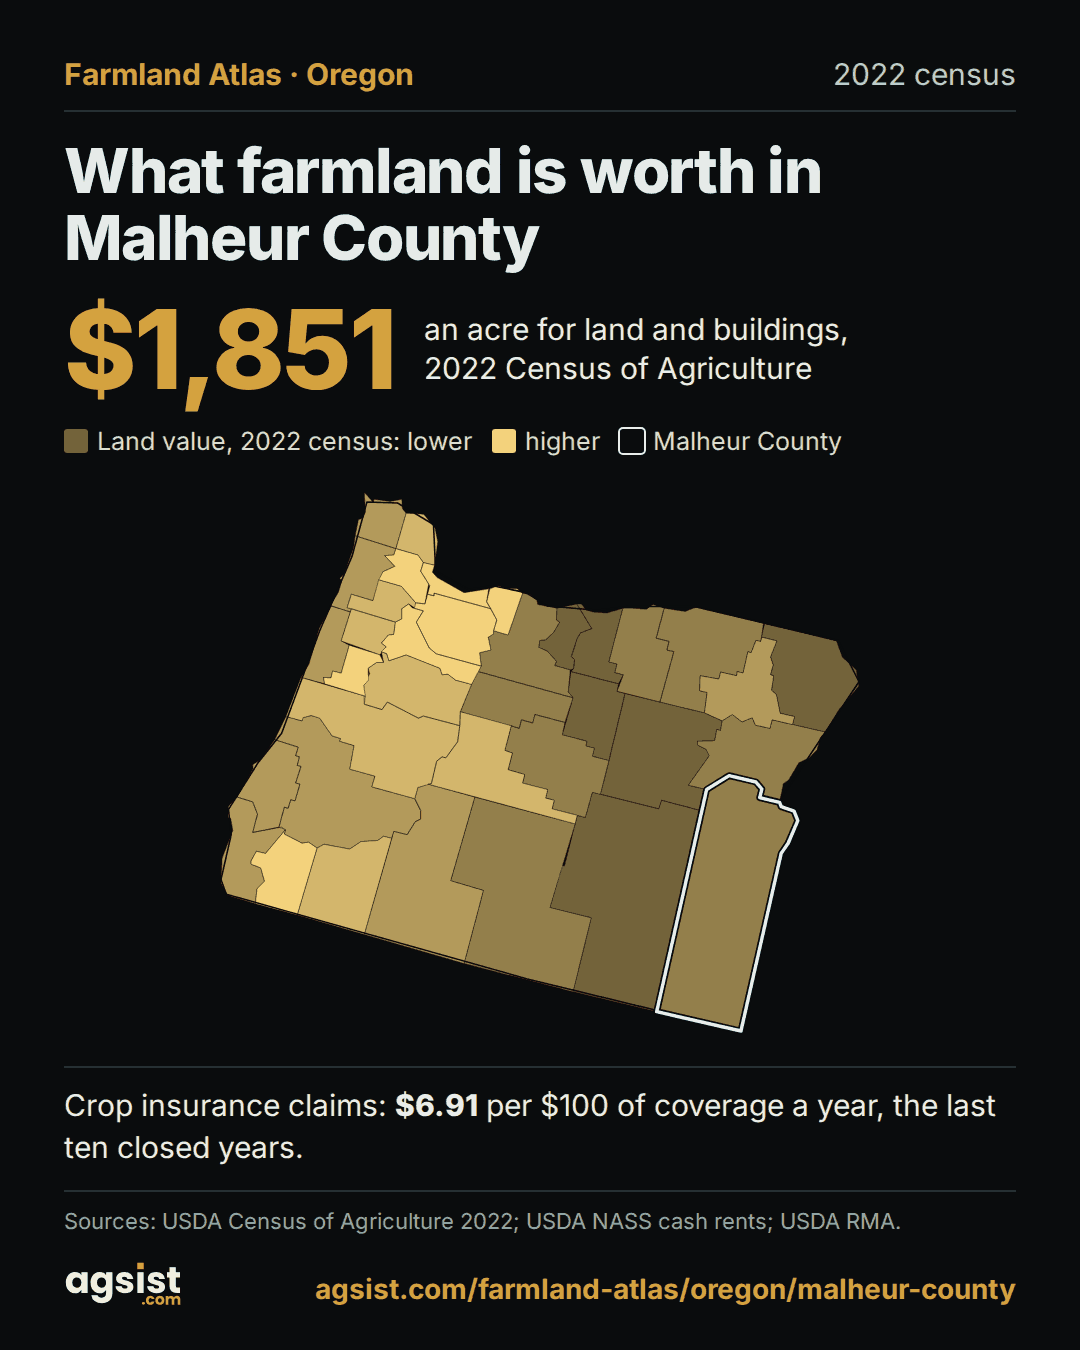 Farmland Atlas · Oregon
2022 census
What farmland is worth in
Malheur County
$1,851
an acre for land and buildings,
2022 Census of Agriculture
Land value, 2022 census: lower
higher
Malheur County
Crop insurance claims: $6.91 per $100 of coverage a year, the last
ten closed years.
Sources: USDA Census of Agriculture 2022; USDA NASS cash rents; USDA RMA.
agsist
.com
agsist.com/farmland-atlas/oregon/malheur-county